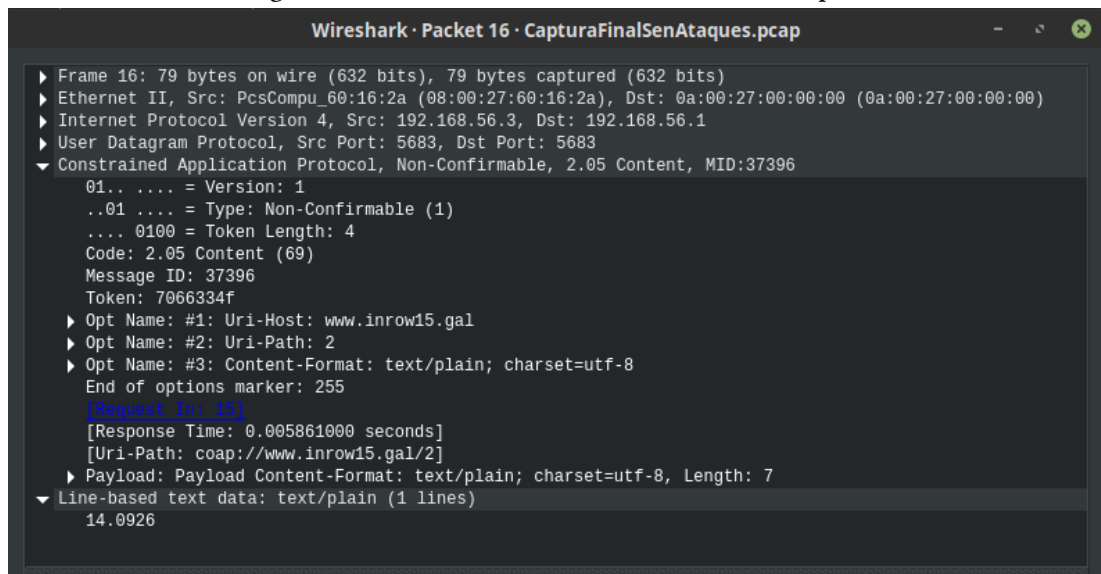 Wireshark · Packet 16 · CapturaFinalSenAtaques.pcap
Frame 16: 79 bytes on wire (632 bits), 79 bytes captured (632 bits)
Ethernet II, Src: PcsCompu_60:16:2a (08:00:27:60:16:2a), Dst: 0a:00:27:00:00:00 (0a:00:27:00:00:00)
Internet Protocol Version 4, Src: 192.168.56.3, Dst: 192.168.56.1
User Datagram Protocol, Src Port: 5683, Dst Port: 5683
Constrained Application Protocol, Non-Confirmable, 2.05 Content, MID:37396
01.. .... = Version: 1
..01 .... = Type: Non-Confirmable (1)
.... 0100 = Token Length: 4
Code: 2.05 Content (69)
Message ID: 37396
Token: 7066334f
Opt Name: #1: Uri-Host: www.inrow15.gal
Opt Name: #2: Uri-Path: 2
Opt Name: #3: Content-Format: text/plain; charset=utf-8
End of options marker: 255
[Request In: 15]
[Response Time: 0.005861000 seconds]
[Uri-Path: coap://www.inrow15.gal/2]
Payload: Payload Content-Format: text/plain; charset=utf-8, Length: 7
Line-based text data: text/plain (1 lines)
14.0926